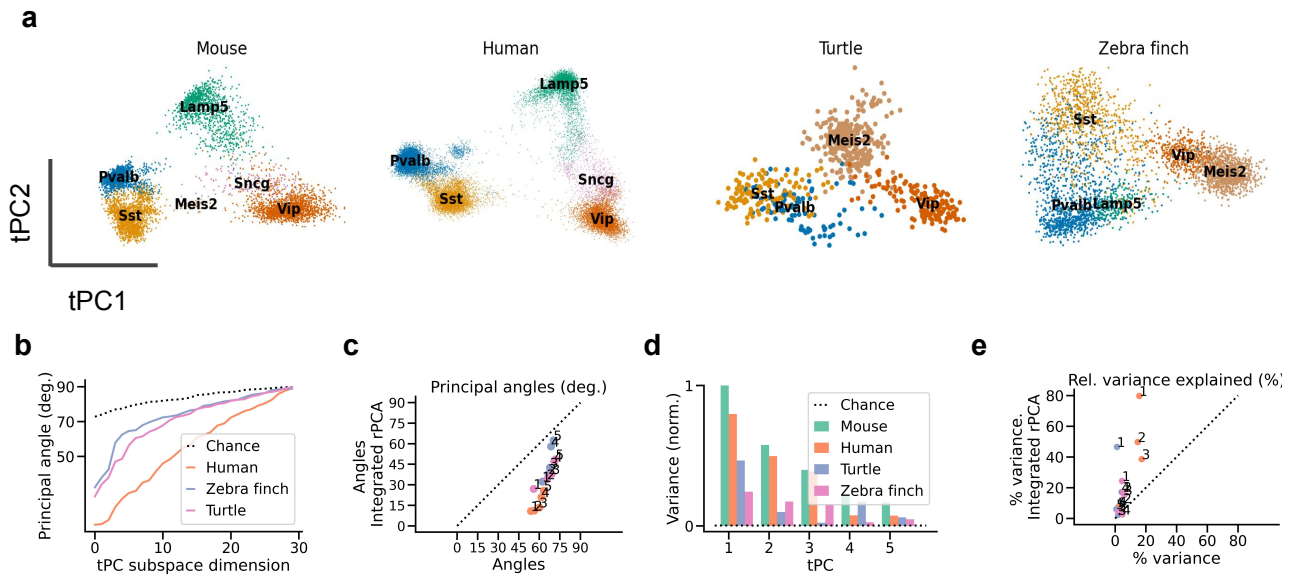 a
Mouse
Human
Turtle
Zebra finch
Lamp5
Pvalb
Sst
Meis2
Sncg
Vip
Lamp5
Pvalb
Sst
Sncg
Vip
Meis2
Sst
Pvalb
Vip
Sst
Vip
Meis2
Pvalb
Lamp5
tPC2
tPC1
b
Principal angle (deg.)
90
70
50
Chance
Human
Zebra finch
Turtle
0 10 20 30
tPC subspace dimension
c
Principal angles (deg.)
Angles
Integrated rPCA
90
75
60
45
30
15
0
0 15 30 45 60 75 90
Angles
d
Variance (norm.)
1
0
Chance
Mouse
Human
Turtle
Zebra finch
1 2 3 4 5
tPC
e
Rel. variance explained (%)
% variance.
Integrated rPCA
80
60
40
20
0
1
2
3
1
1
0 20 40 60 80
% variance